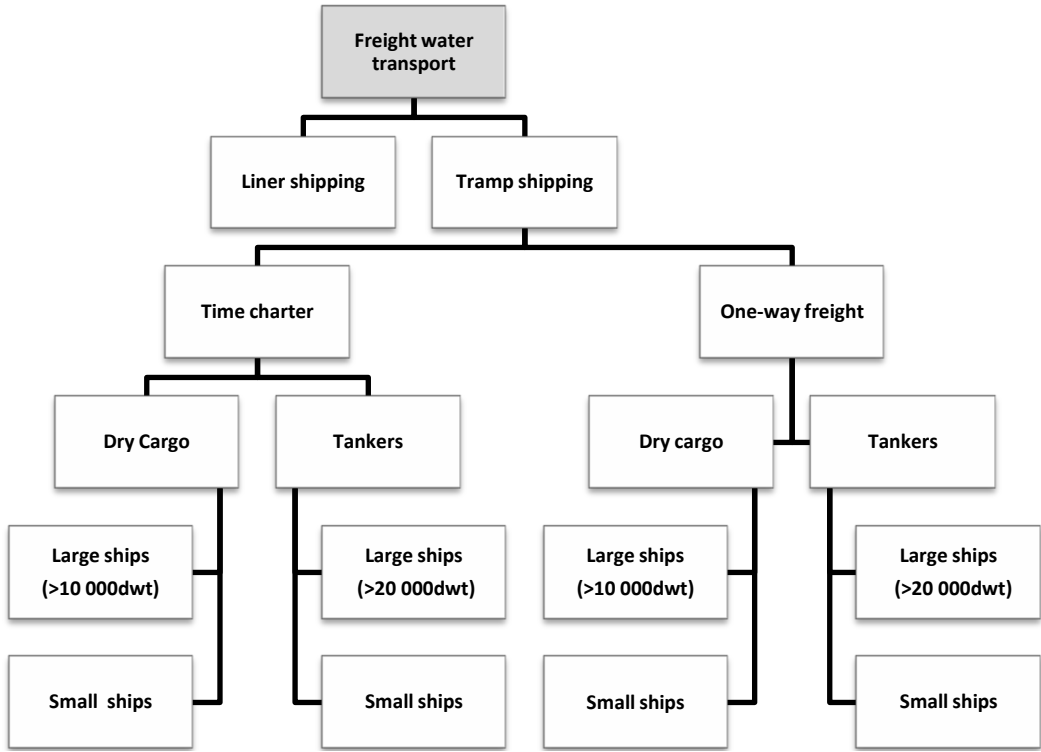 Freight water
transport
Liner shipping
Tramp shipping
Time charter
One-way freight
Dry Cargo
Tankers
Dry cargo
Tankers
Large ships
(>10 000dwt)
Large ships
(>20 000dwt)
Large ships
(>10 000dwt)
Large ships
(>20 000dwt)
Small ships
Small ships
Small ships
Small ships